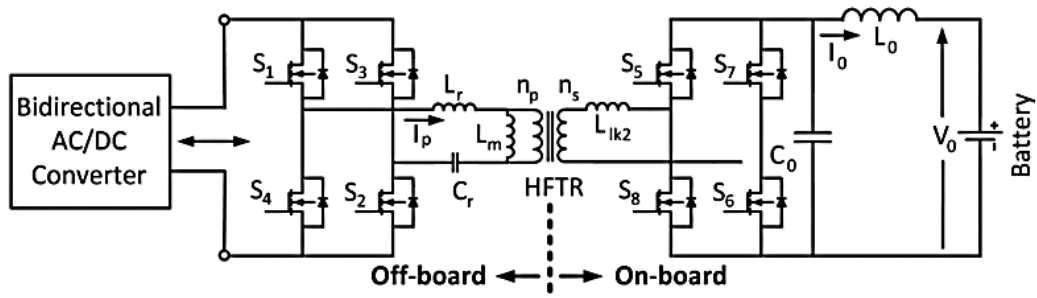 Bidirectional
AC/DC
Converter
S1
S3
S4
S2
Lr
Ip
Lm
Cr
np
ns
HFTR
Llk2
S5
S7
S8
S6
C0
I0
L0
V0
+
-
Battery
Off-board
On-board